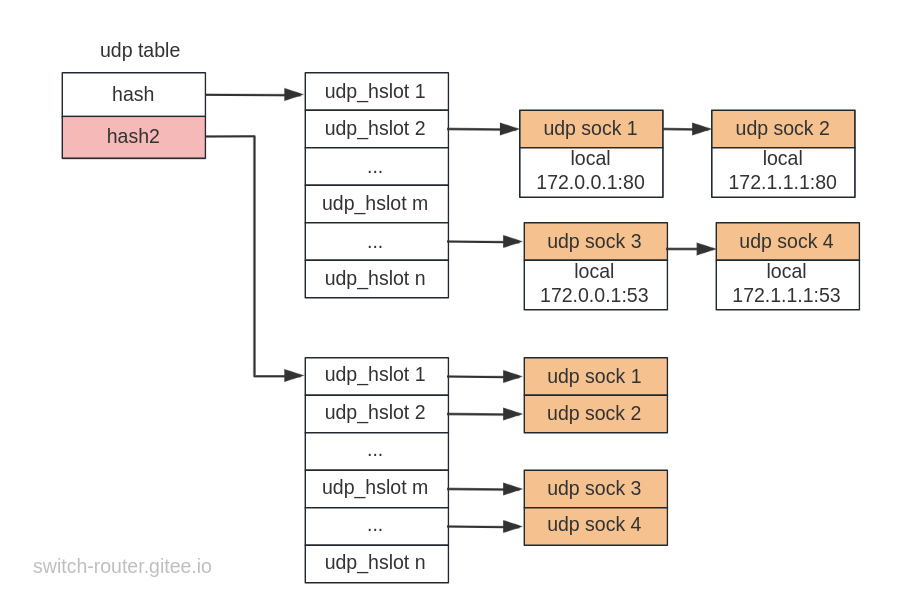 udp table
hash
hash2
udp_hslot 1
udp_hslot 2
...
udp_hslot m
...
udp_hslot n
udp sock 1
local
172.0.0.1:80
udp sock 2
local
172.1.1.1:80
udp sock 3
local
172.0.0.1:53
udp sock 4
local
172.1.1.1:53
udp_hslot 1
udp_hslot 2
...
udp_hslot m
...
udp_hslot n
udp sock 1
udp sock 2
udp sock 3
udp sock 4
switch-router.gitee.io